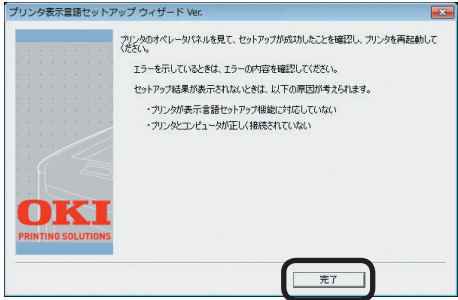 プリンタ表示言語セットアップ ウィザード Ver.
プリンタのオペレータパネルを見て、セットアップが成功したことを確認し、プリンタを再起動して
ください。
エラーを示しているときは、エラーの内容を確認してください。
セットアップ結果が表示されないときは、以下の原因が考えられます。
・プリンタが表示言語セットアップ機能に対応していない
・プリンタとコンピュータが正しく接続されていない
OKI
PRINTING SOLUTIONS
完了